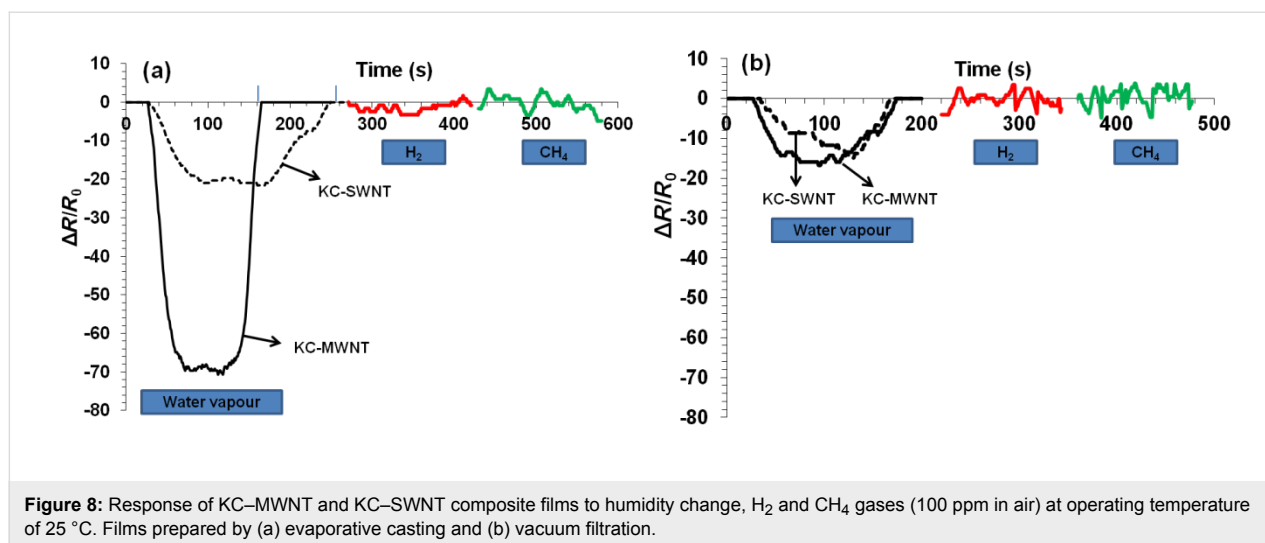 (a)
Time (s)
10
0
-10
-20
-30
-40
-50
-60
-70
-80
100 200 300 400 500 600
ΔR/R₀
H₂
CH₄
KC-SWNT
KC-MWNT
Water vapour
(b)
Time (s)
10
0
-10
-20
-30
-40
-50
-60
-70
-80
0 100 200 300 400 500
ΔR/R₀
H₂
CH₄
KC-SWNT
KC-MWNT
Water vapour
Figure 8: Response of KC–MWNT and KC–SWNT composite films to humidity change, H₂ and CH₄ gases (100 ppm in air) at operating temperature
of 25 °C. Films prepared by (a) evaporative casting and (b) vacuum filtration.